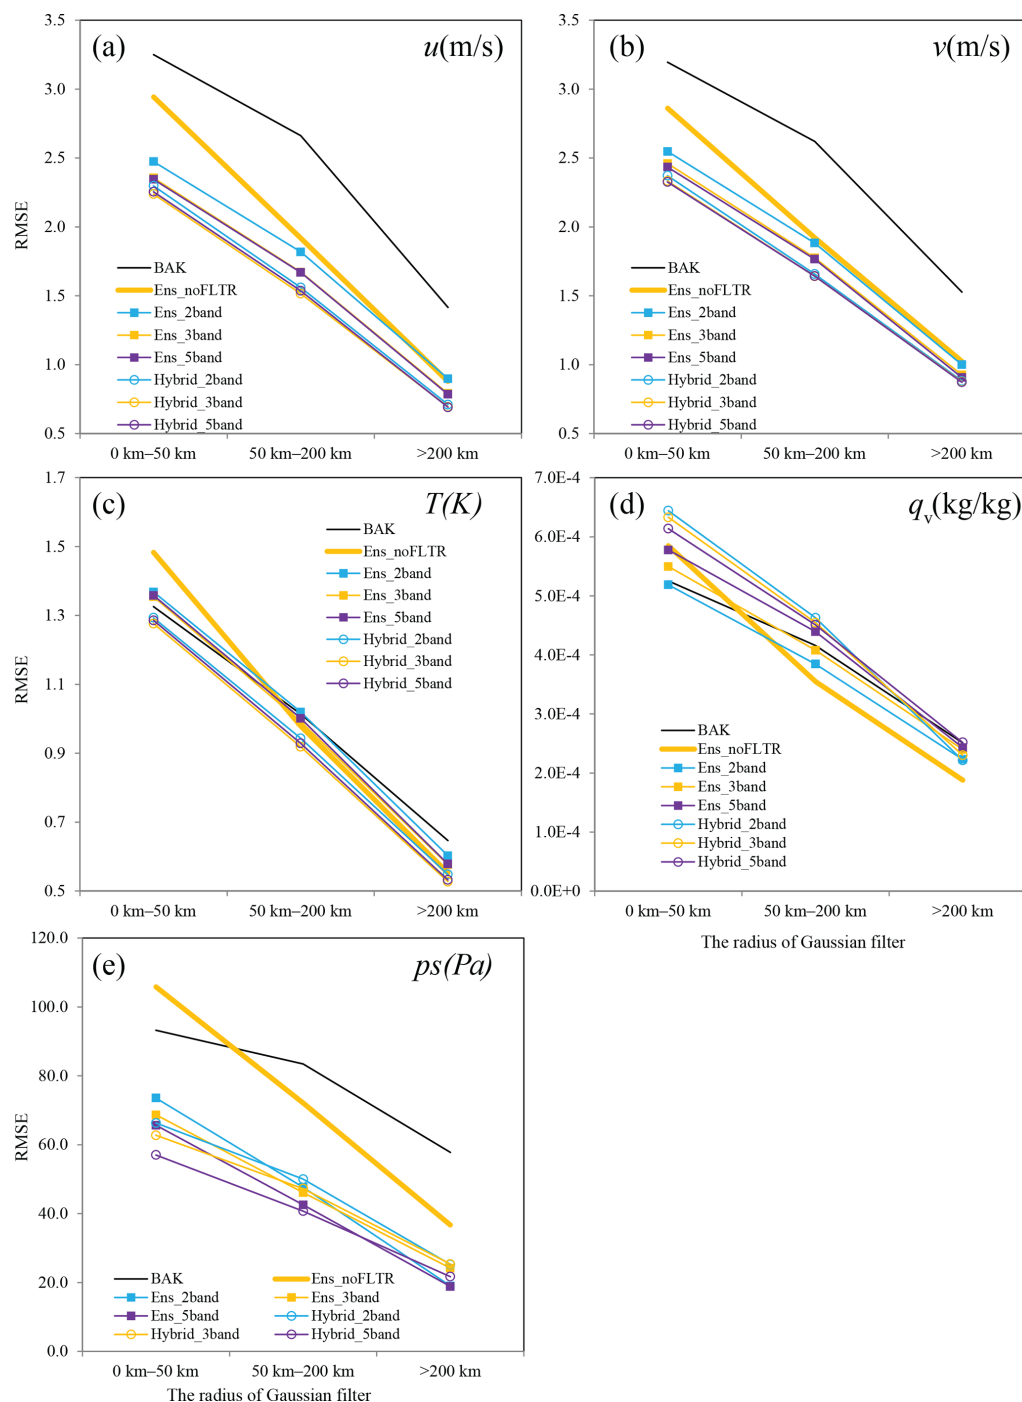 (a)
u(m/s)
3.5
3.0
2.5
2.0
1.5
1.0
0.5
RMSE
BAK
Ens_noFLTR
Ens_2band
Ens_3band
Ens_5band
Hybrid_2band
Hybrid_3band
Hybrid_5band
0 km–50 km
50 km–200 km
>200 km
(b)
v(m/s)
3.5
3.0
2.5
2.0
1.5
1.0
0.5
BAK
Ens_noFLTR
Ens_2band
Ens_3band
Ens_5band
Hybrid_2band
Hybrid_3band
Hybrid_5band
0 km–50 km
50 km–200 km
>200 km
(c)
T(K)
1.7
1.5
1.3
1.1
0.9
0.7
0.5
RMSE
BAK
Ens_noFLTR
Ens_2band
Ens_3band
Ens_5band
Hybrid_2band
Hybrid_3band
Hybrid_5band
0 km–50 km
50 km–200 km
>200 km
(d)
qv(kg/kg)
7.0E-4
6.0E-4
5.0E-4
4.0E-4
3.0E-4
2.0E-4
1.0E-4
0.0E+0
BAK
Ens_noFLTR
Ens_2band
Ens_3band
Ens_5band
Hybrid_2band
Hybrid_3band
Hybrid_5band
0 km–50 km
50 km–200 km
>200 km
The radius of Gaussian filter
(e)
ps(Pa)
120.0
100.0
80.0
60.0
40.0
20.0
0.0
RMSE
BAK
Ens_noFLTR
Ens_2band
Ens_3band
Ens_5band
Hybrid_2band
Hybrid_3band
Hybrid_5band
0 km–50 km
50 km–200 km
>200 km
The radius of Gaussian filter